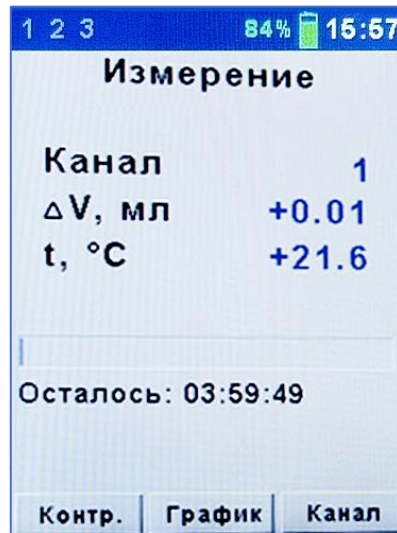 1 2 3 84% 15:57
Измерение
Канал 1
△V, мл +0.01
t, °C +21.6
Осталось: 03:59:49
Контр. График Канал